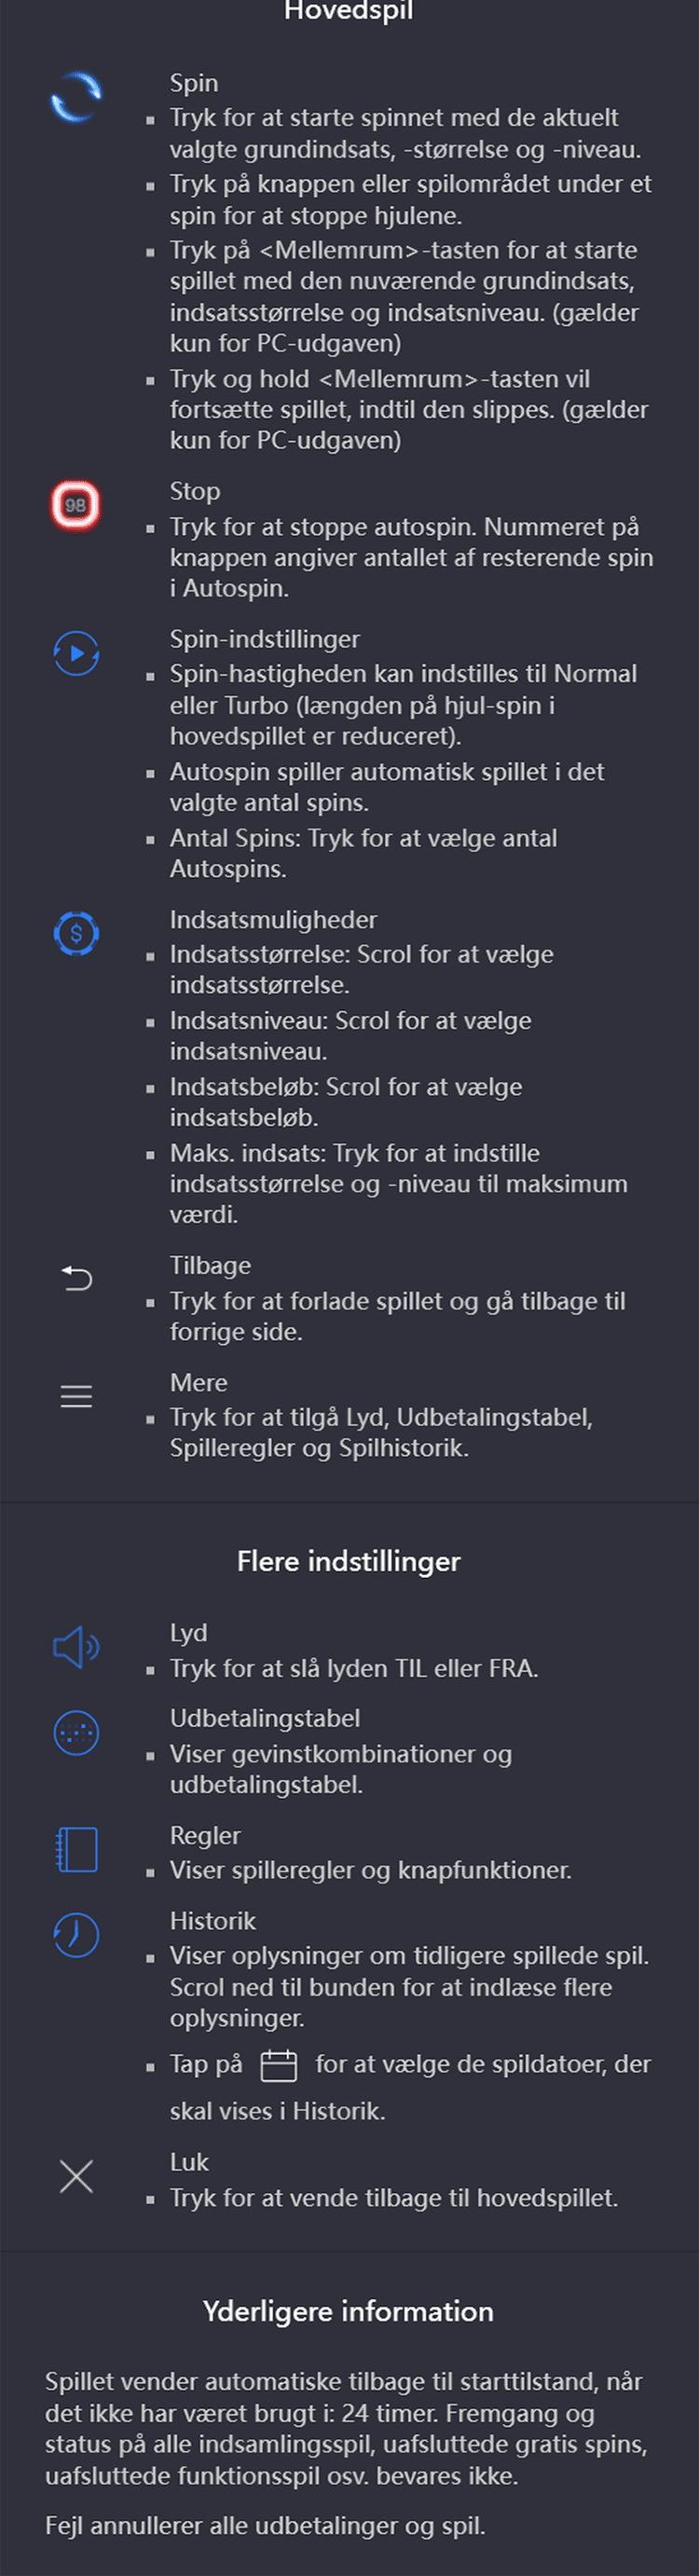 Hovedspil
Spin
▪ Tryk for at starte spinnet med de aktuelt
valgte grundindsats, -størrelse og -niveau.
▪ Tryk på knappen eller spilområdet under et
spin for at stoppe hjulene.
▪ Tryk på <Mellemrum>-tasten for at starte
spillet med den nuværende grundindsats,
indsatsstørrelse og indsatsniveau. (gælder
kun for PC-udgaven)
▪ Tryk og hold <Mellemrum>-tasten vil
fortsætte spillet, indtil den slippes. (gælder
kun for PC-udgaven)
98
Stop
▪ Tryk for at stoppe autospin. Nummeret på
knappen angiver antallet af resterende spin
i Autospin.
Spin-indstillinger
▪ Spin-hastigheden kan indstilles til Normal
eller Turbo (længden på hjul-spin i
hovedspillet er reduceret).
▪ Autospin spiller automatisk spillet i det
valgte antal spins.
▪ Antal Spins: Tryk for at vælge antal
Autospins.
$
Indsatsmuligheder
▪ Indsatsstørrelse: Scrol for at vælge
indsatsstørrelse.
▪ Indsatsniveau: Scrol for at vælge
indsatsniveau.
▪ Indsatsbeløb: Scrol for at vælge
indsatsbeløb.
▪ Maks. indsats: Tryk for at indstille
indsatsstørrelse og -niveau til maksimum
værdi.
Tilbage
▪ Tryk for at forlade spillet og gå tilbage til
forrige side.
Mere
▪ Tryk for at tilgå Lyd, Udbetalingstabel,
Spilleregler og Spilhistorik.
Flere indstillinger
Lyd
▪ Tryk for at slå lyden TIL eller FRA.
Udbetalingstabel
▪ Viser gevinstkombinationer og
udbetalingstabel.
Regler
▪ Viser spilleregler og knapfunktioner.
Historik
▪ Viser oplysninger om tidligere spillede spil.
Scrol ned til bunden for at indlæse flere
oplysninger.
▪ Tap på for at vælge de spildatoer, der
skal vises i Historik.
Luk
▪ Tryk for at vende tilbage til hovedspillet.
Yderligere information
Spillet vender automatiske tilbage til starttilstand, når
det ikke har været brugt i: 24 timer. Fremgang og
status på alle indsamlingsspil, uafsluttede gratis spins,
uafsluttede funktionsspil osv. bevares ikke.
Fejl annullerer alle udbetalinger og spil.